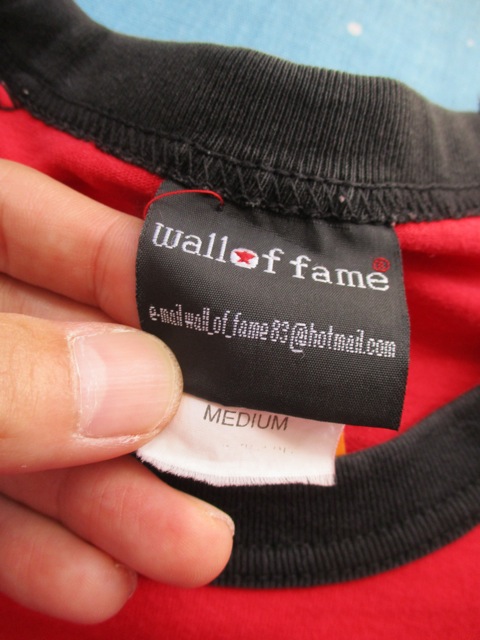 wall of fame®
e-mail wall_of_fame83@hotmail.com
MEDIUM